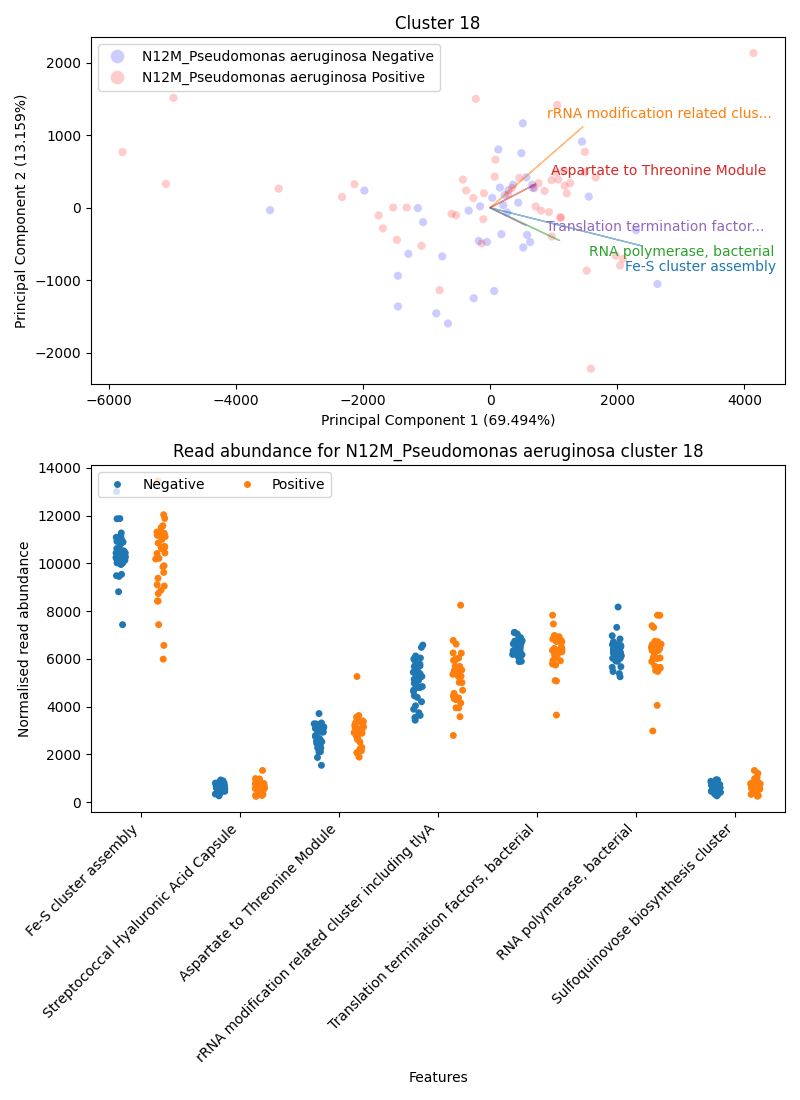 Cluster 18
N12M_Pseudomonas aeruginosa Negative
N12M_Pseudomonas aeruginosa Positive
rRNA modification related clus...
Aspartate to Threonine Module
Translation termination factor...
RNA polymerase, bacterial
Fe-S cluster assembly
2000
1000
0
−1000
−2000
Principal Component 2 (13.159%)
−6000 −4000 −2000 0 2000 4000
Principal Component 1 (69.494%)
Read abundance for N12M_Pseudomonas aeruginosa cluster 18
Negative Positive
14000
12000
10000
8000
6000
4000
2000
0
Normalised read abundance
Fe-S cluster assembly
Streptococcal Hyaluronic Acid Capsule
Aspartate to Threonine Module
rRNA modification related cluster including tlyA
Translation termination factors, bacterial
RNA polymerase, bacterial
Sulfoquinovose biosynthesis cluster
Features